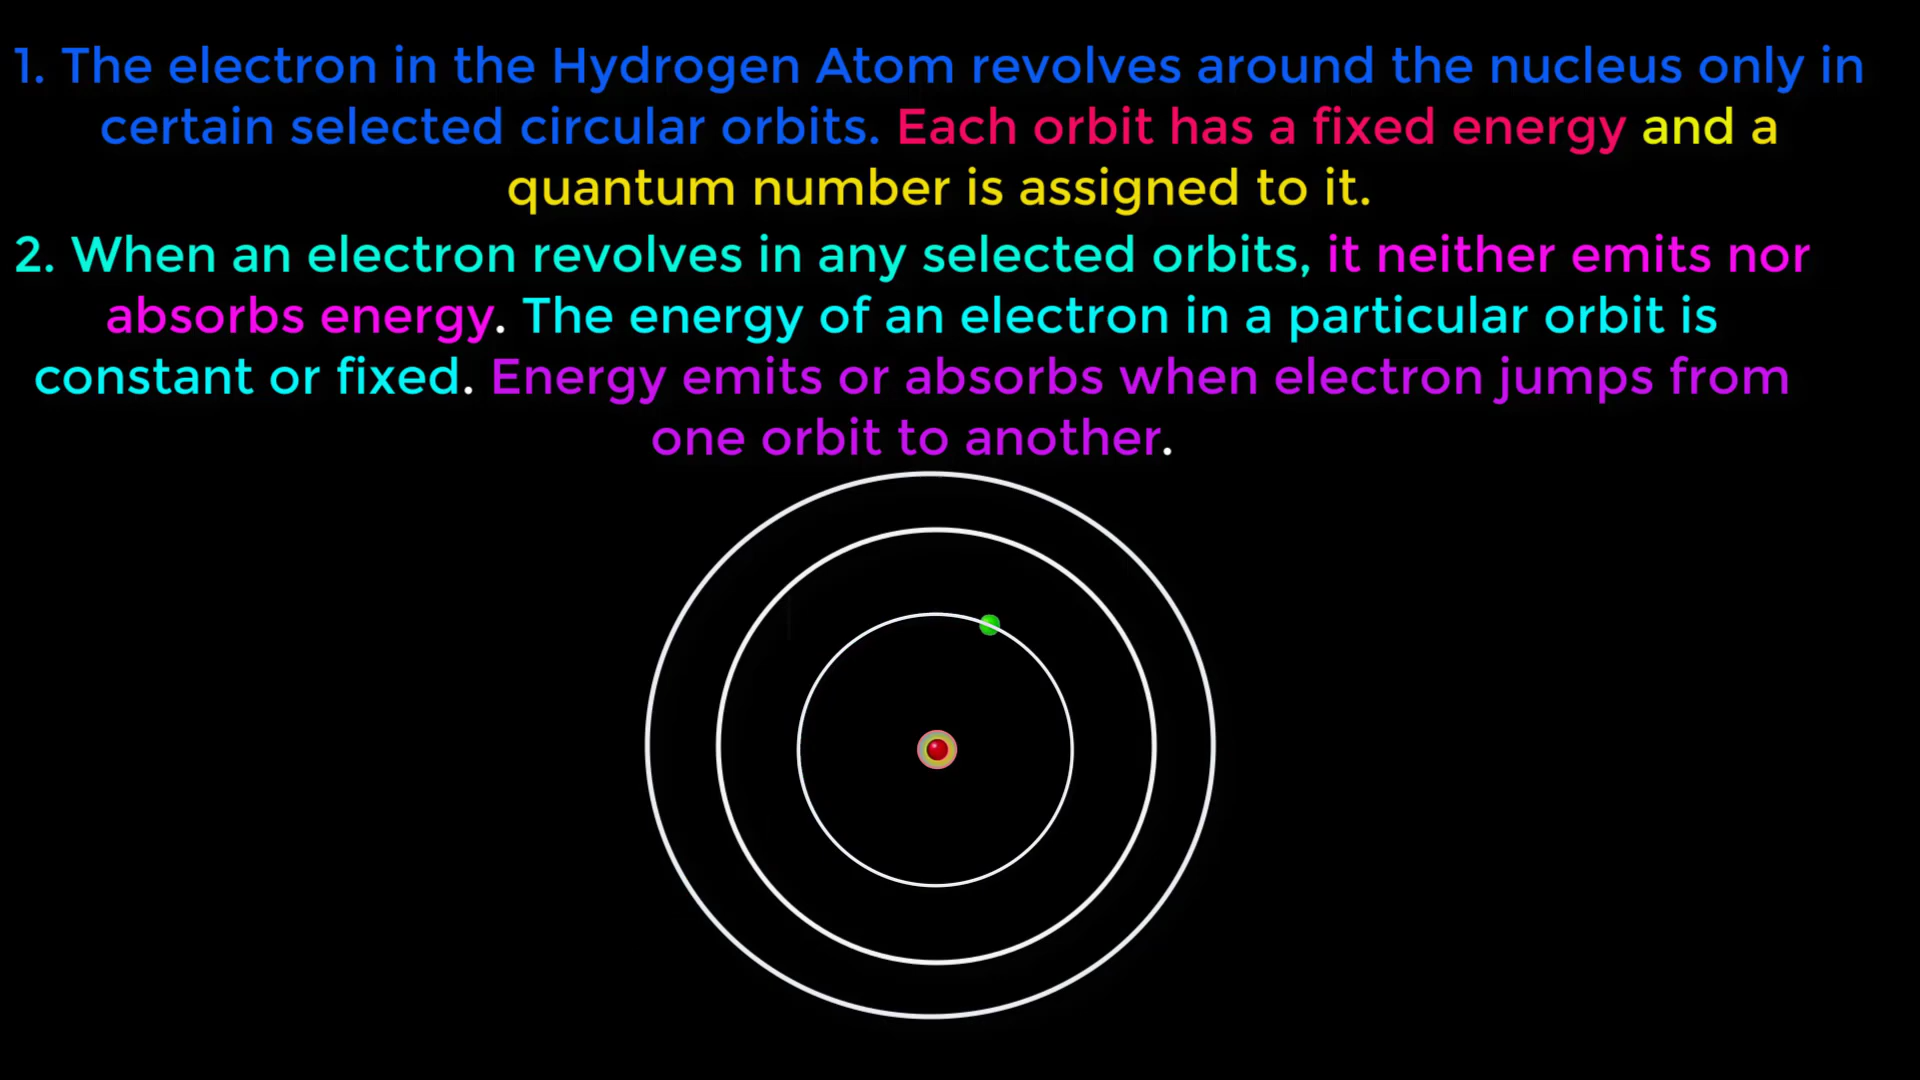 1. The electron in the Hydrogen Atom revolves around the nucleus only in
certain selected circular orbits. Each orbit has a fixed energy and a
quantum number is assigned to it.
2. When an electron revolves in any selected orbits, it neither emits nor
absorbs energy. The energy of an electron in a particular orbit is
constant or fixed. Energy emits or absorbs when electron jumps from
one orbit to another.